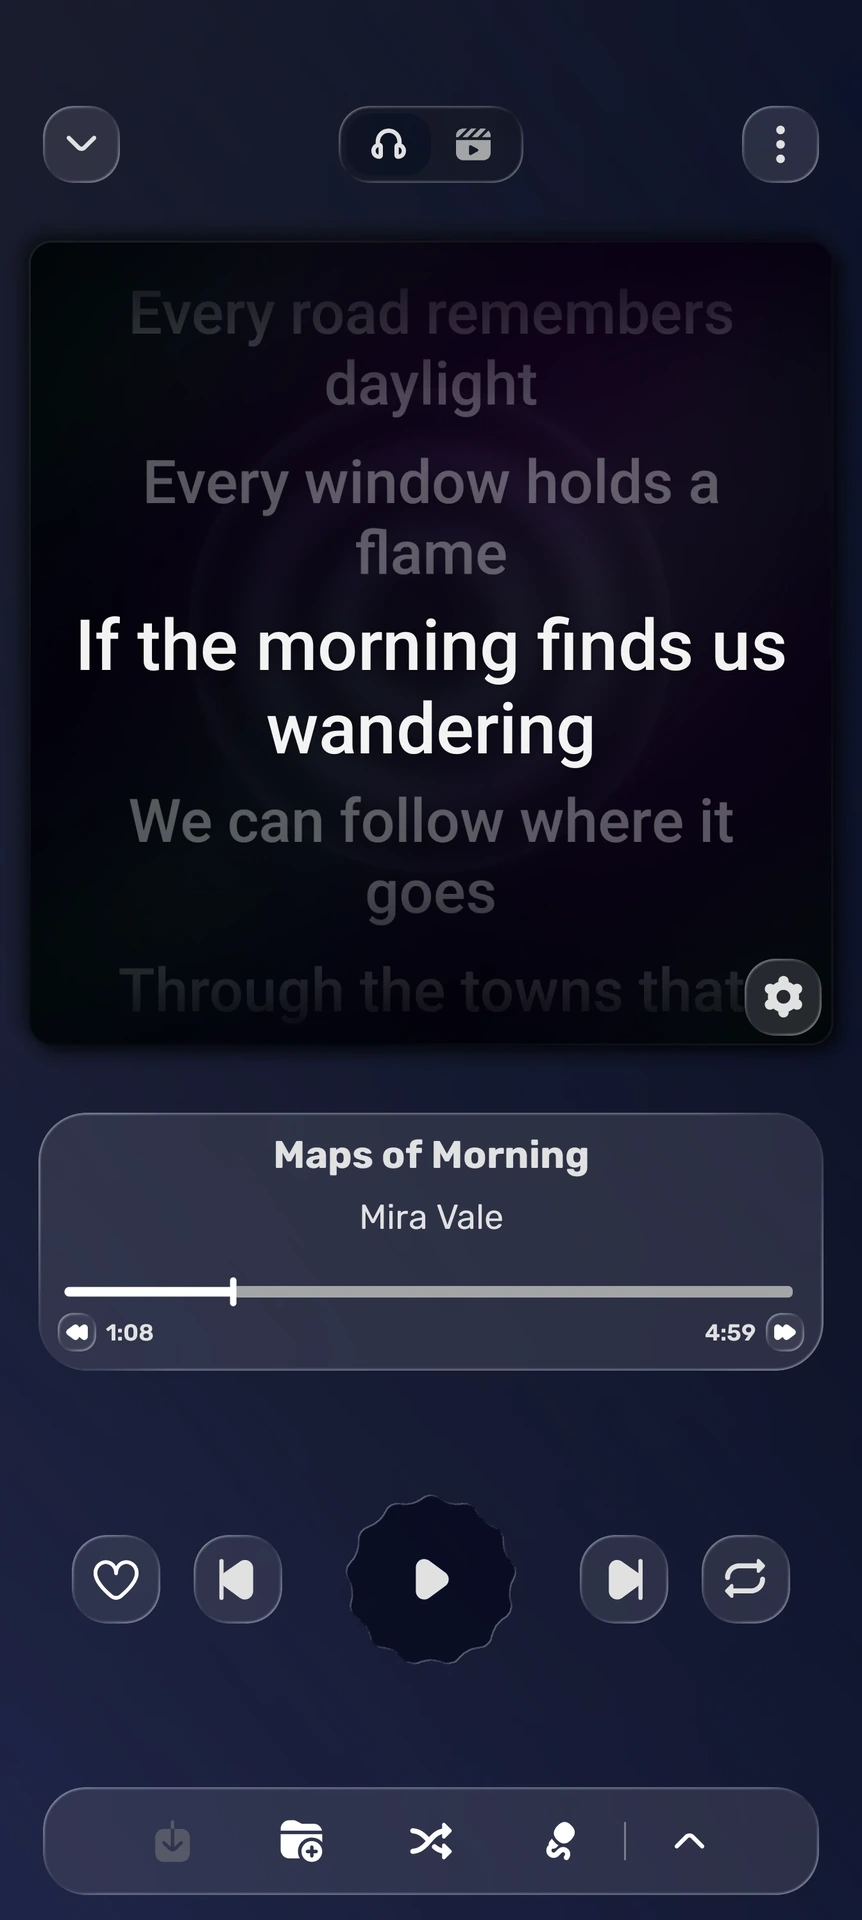 Every road remembers
daylight
Every window holds a
flame
If the morning finds us
wandering
We can follow where it
goes
Through the towns that
Maps of Morning
Mira Vale
1:08
4:59